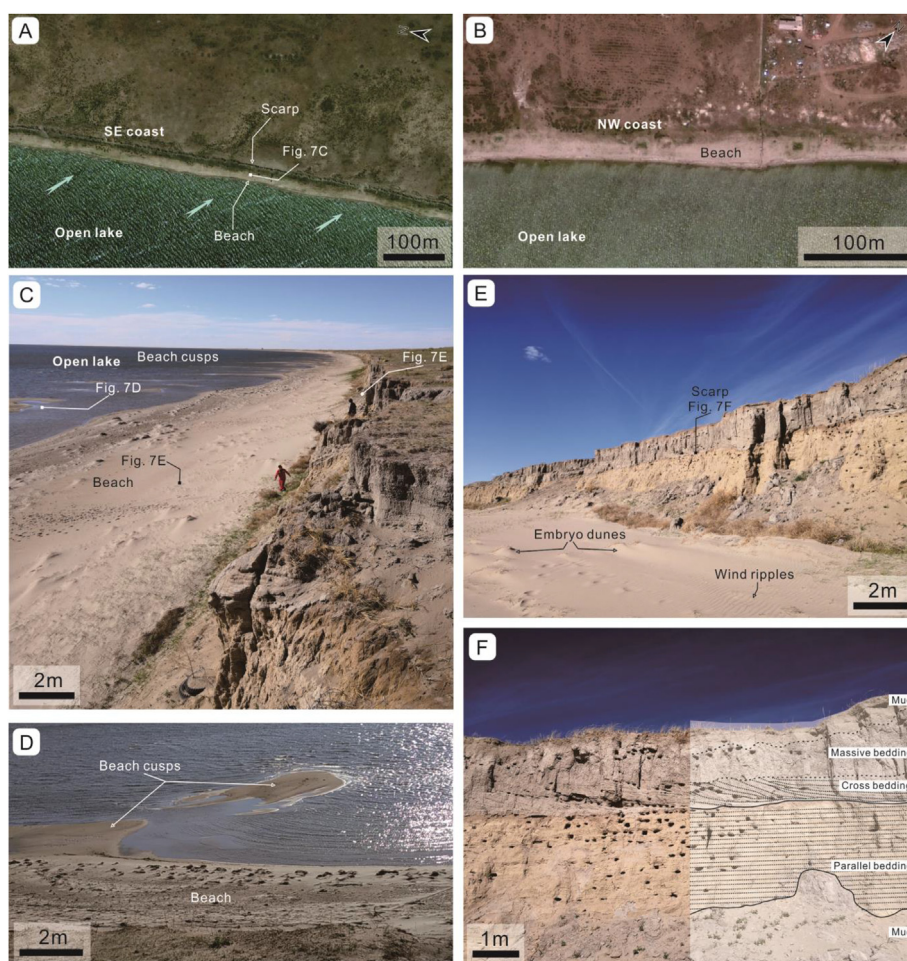 A
N
SE coast
Scarp
Fig. 7C
Beach
Open lake
100m
B
NW coast
Beach
Open lake
100m
C
Open lake
Beach cusps
Fig. 7D
Fig. 7E
Fig. 7E
Beach
2m
D
Beach cusps
Beach
2m
E
Scarp
Fig. 7F
Embryo dunes
Wind ripples
2m
F
Mu
Massive bedding
Cross bedding
Parallel bedding
Mu
1m